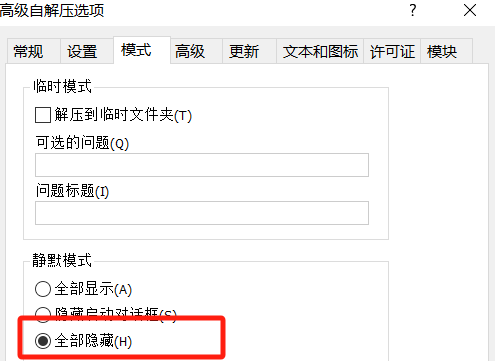 高级自解压选项
常规 设置 模式 高级 更新 文本和图标 许可证 模块
临时模式
解压到临时文件夹(T)
可选的问题(Q)
问题标题(I)
静默模式
全部显示(A)
隐藏启动对话框(S)
全部隐藏(H)